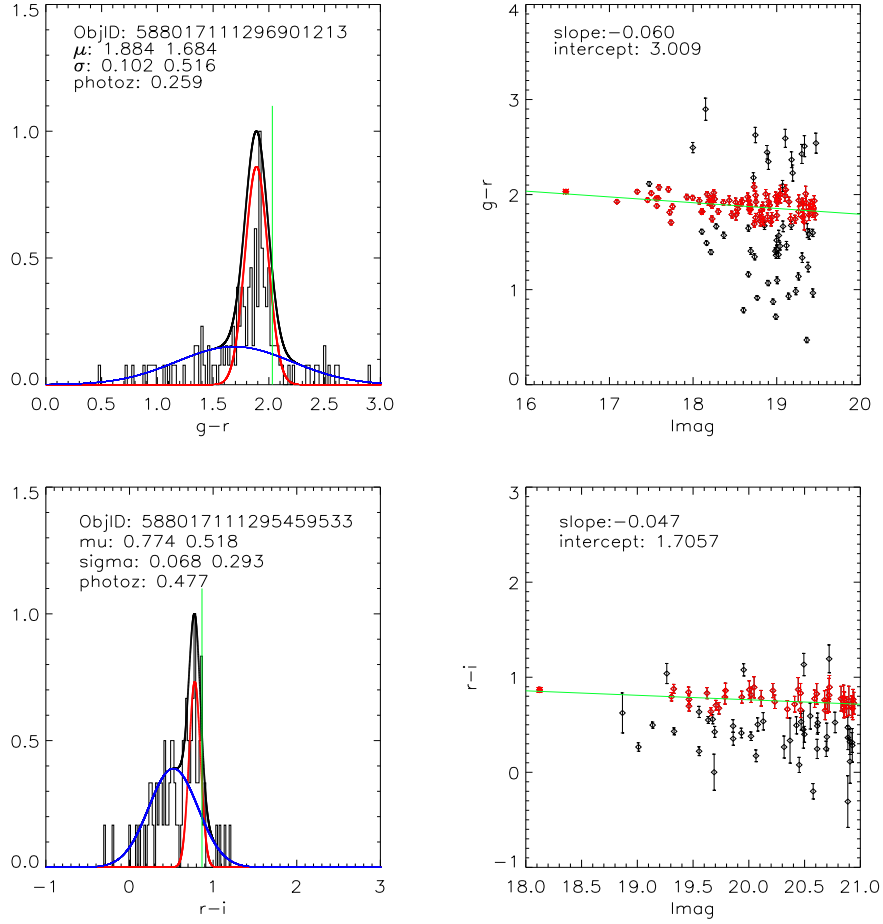 1.5
1.0
0.5
0.0
ObjID: 588017111296901213
μ: 1.884 1.684
σ: 0.102 0.516
photoz: 0.259
0.0 0.5 1.0 1.5 2.0 2.5 3.0
g-r
4
3
2
1
0
g-r
slope:-0.060
intercept: 3.009
16 17 18 19 20
Imag
1.5
1.0
0.5
0.0
ObjID: 588017111295459533
mu: 0.774 0.518
sigma: 0.068 0.293
photoz: 0.477
-1 0 1 2 3
r-i
3
2
1
0
-1
r-i
slope:-0.047
intercept: 1.7057
18.0 18.5 19.0 19.5 20.0 20.5 21.0
Imag